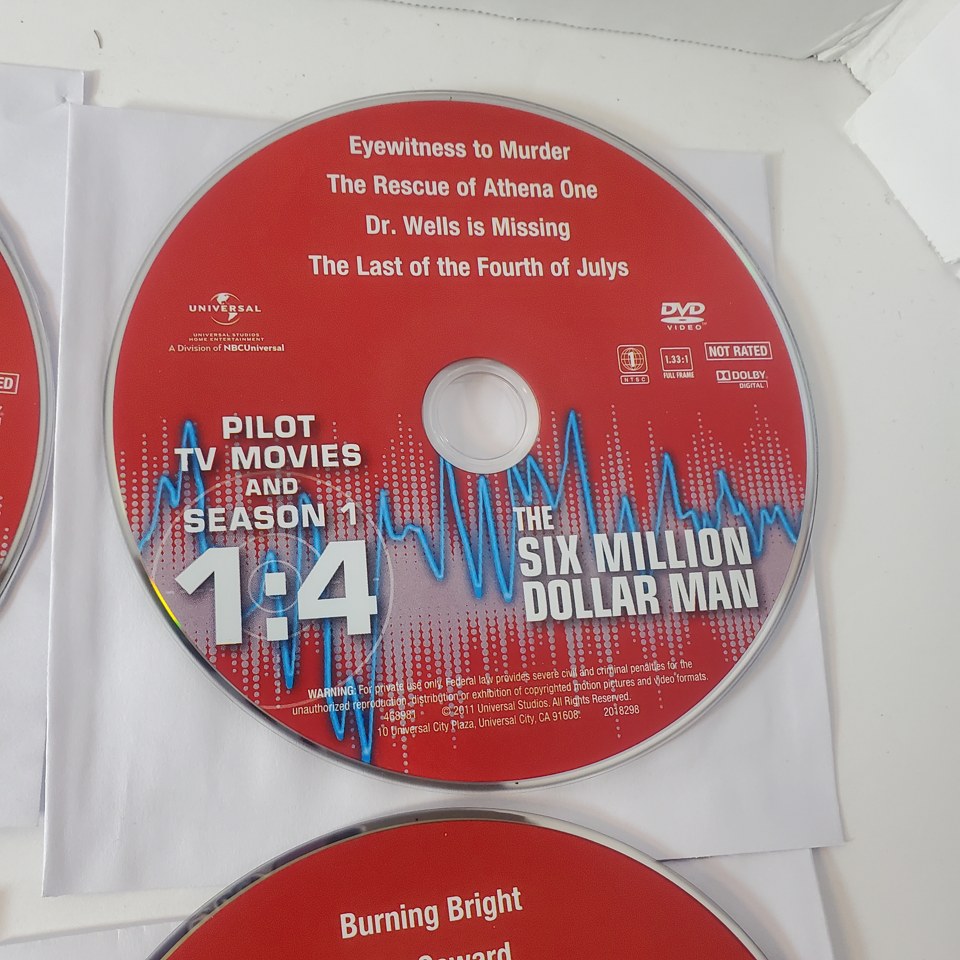 Eyewitness to Murder
The Rescue of Athena One
Dr. Wells is Missing
The Last of the Fourth of Julys
UNIVERSAL
UNIVERSAL STUDIOS
HOME ENTERTAINMENT
A Division of NBCUniversal
DVD
VIDEO
1
NTSC
1.33:1
FULL FRAME
NOT RATED
DOLBY
DIGITAL
ED
PILOT
TV MOVIES
AND
SEASON 1
1:4
THE
SIX MILLION
DOLLAR MAN
WARNING: For private use only. Federal law provides severe civil and criminal penalties for the
unauthorized reproduction, distribution or exhibition of copyrighted motion pictures and video formats.
©2011 Universal Studios. All Rights Reserved.
10 Universal City Plaza, Universal City, CA 91608 2018298
Burning Bright
Coward